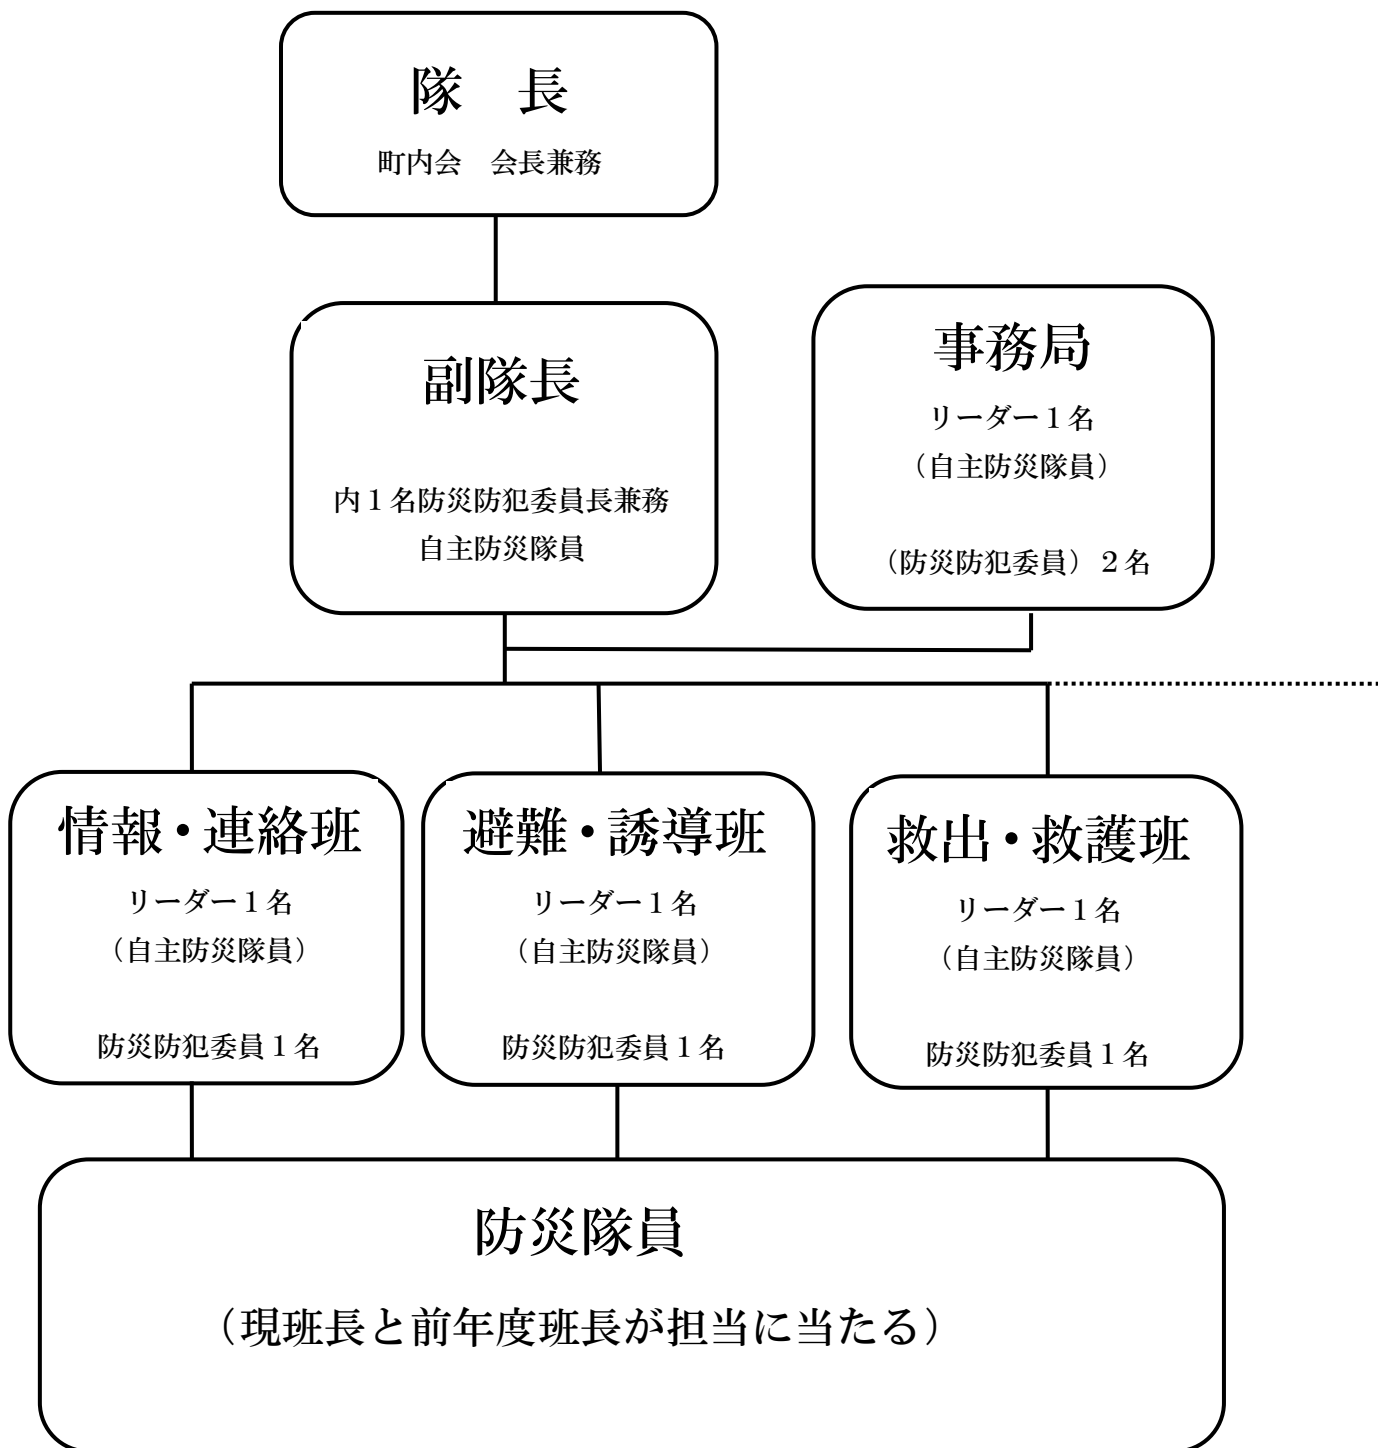 隊　長
町内会　会長兼務
副隊長
内１名防災防犯委員長兼務
自主防災隊員
事務局
リーダー１名
（自主防災隊員）
（防災防犯委員）２名
情報・連絡班
リーダー１名
（自主防災隊員）
防災防犯委員１名
避難・誘導班
リーダー１名
（自主防災隊員）
防災防犯委員１名
救出・救護班
リーダー１名
（自主防災隊員）
防災防犯委員１名
防災隊員
（現班長と前年度班長が担当に当たる）